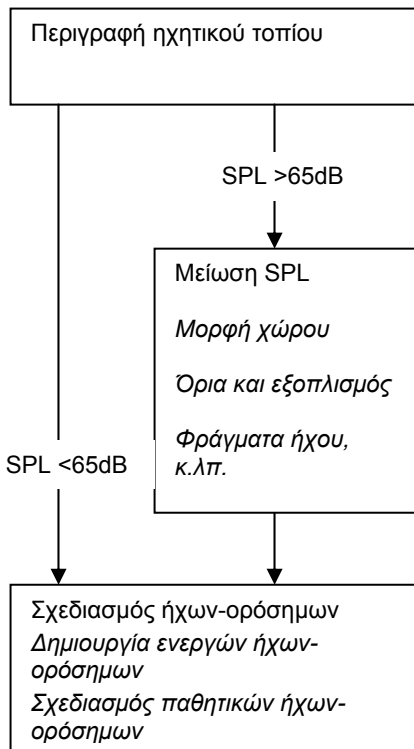 Περιγραφή ηχητικού τοπίου
SPL >65dB
Μείωση SPL
Μορφή χώρου
Όρια και εξοπλισμός
Φράγματα ήχου,
κ.λπ.
SPL <65dB
Σχεδιασμός ήχων-ορόσημων
Δημιουργία ενεργών ήχων-
ορόσημων
Σχεδιασμός παθητικών ήχων-
ορόσημων